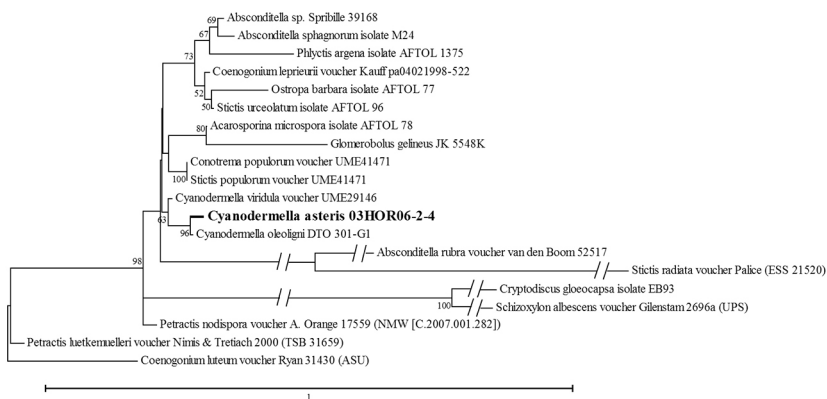 69
Absconditella sp. Spribille 39168
67
Absconditella sphagnorum isolate M24
73
Phlyctis argena isolate AFTOL 1375
Coenogonium leprieurii voucher Kauff pa04021998-522
52
Ostropa barbara isolate AFTOL 77
50
Stictis urceolatum isolate AFTOL 96
80
Acarosporina microspora isolate AFTOL 78
Glomerobolus gelineus JK 5548K
Conotrema populorum voucher UME41471
100
Stictis populorum voucher UME41471
Cyanodermella viridula voucher UME29146
63
Cyanodermella asteris 03HOR06-2-4
96
Cyanodermella oleoligni DTO 301-G1
Absconditella rubra voucher van den Boom 52517
98
Stictis radiata voucher Palice (ESS 21520)
Cryptodiscus gloeocapsa isolate EB93
100
Schizoxylon albescens voucher Gilenstam 2696a (UPS)
Petractis nodispora voucher A. Orange 17559 (NMW [C.2007.001.282])
Petractis luetkemuelleri voucher Nimis & Tretiach 2000 (TSB 31659)
Coenogonium luteum voucher Ryan 31430 (ASU)
1